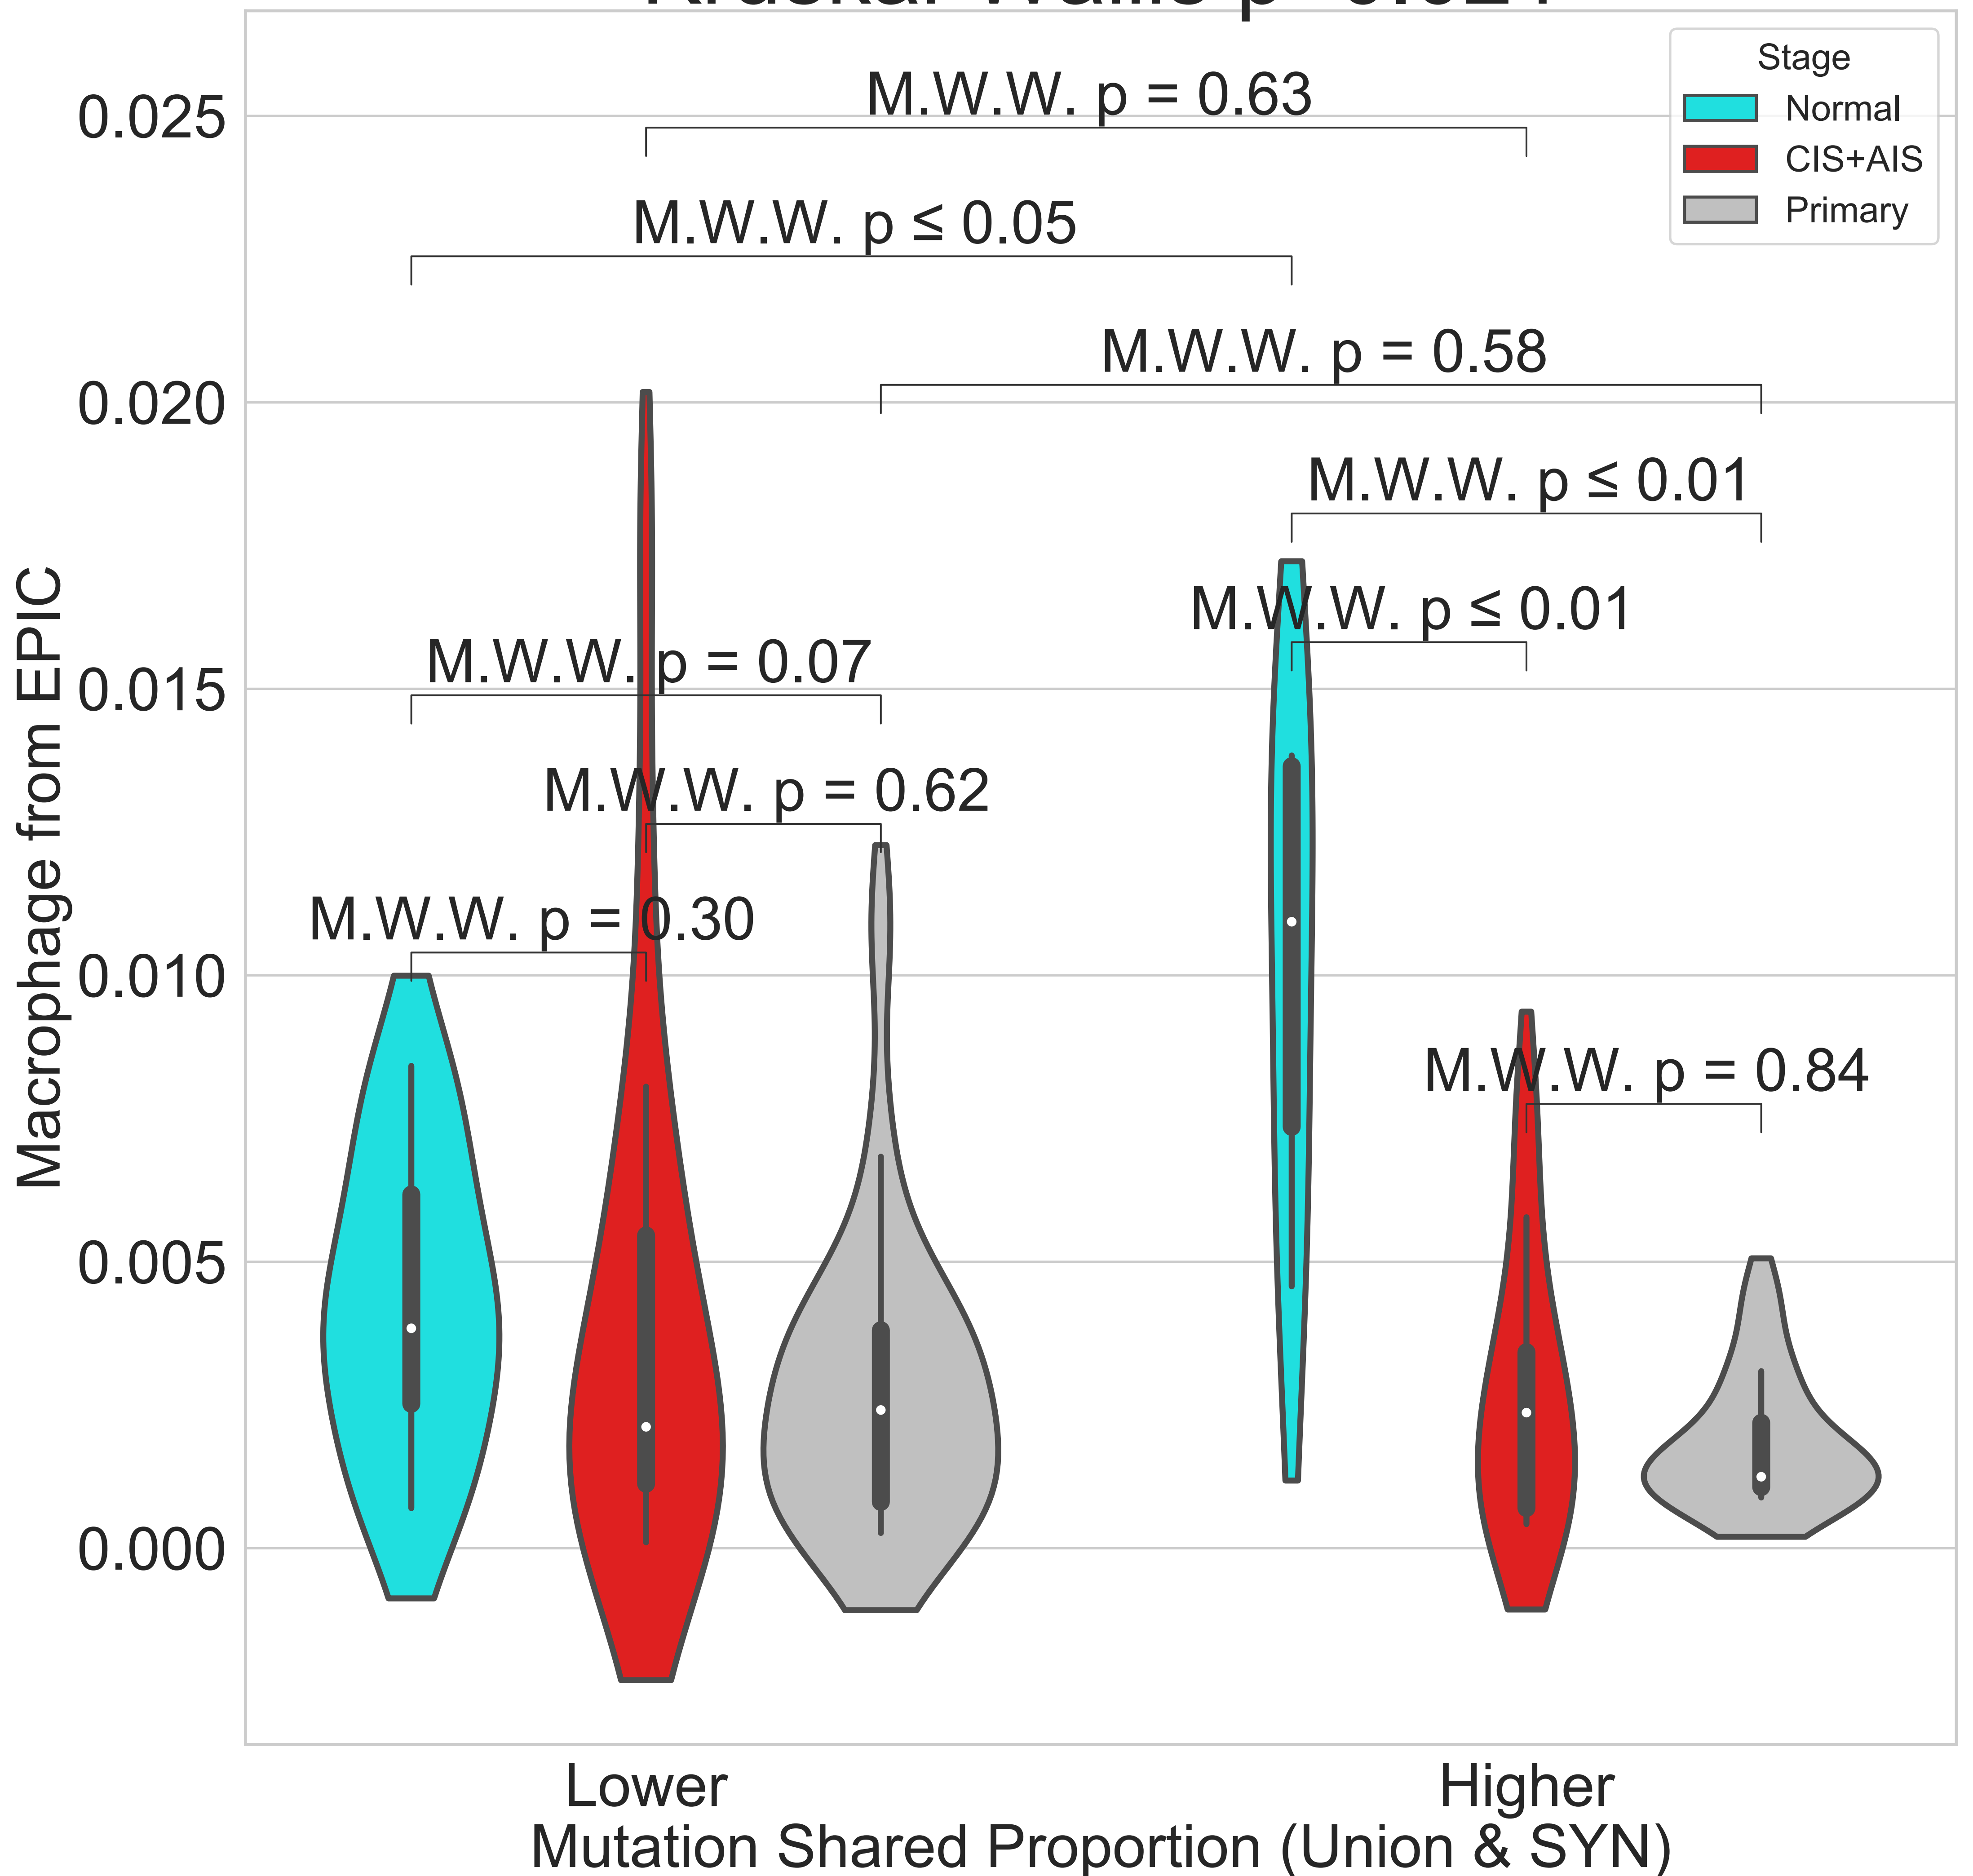 M.W.W. p = 0.63
Stage
Normal
CIS+AIS
Primary
M.W.W. p ≤ 0.05
M.W.W. p = 0.58
M.W.W. p ≤ 0.01
M.W.W. p ≤ 0.01
M.W.W. p = 0.07
M.W.W. p = 0.62
M.W.W. p = 0.30
M.W.W. p = 0.84
Macrophage from EPIC
0.025
0.020
0.015
0.010
0.005
0.000
Lower
Higher
Mutation Shared Proportion (Union & SYN)